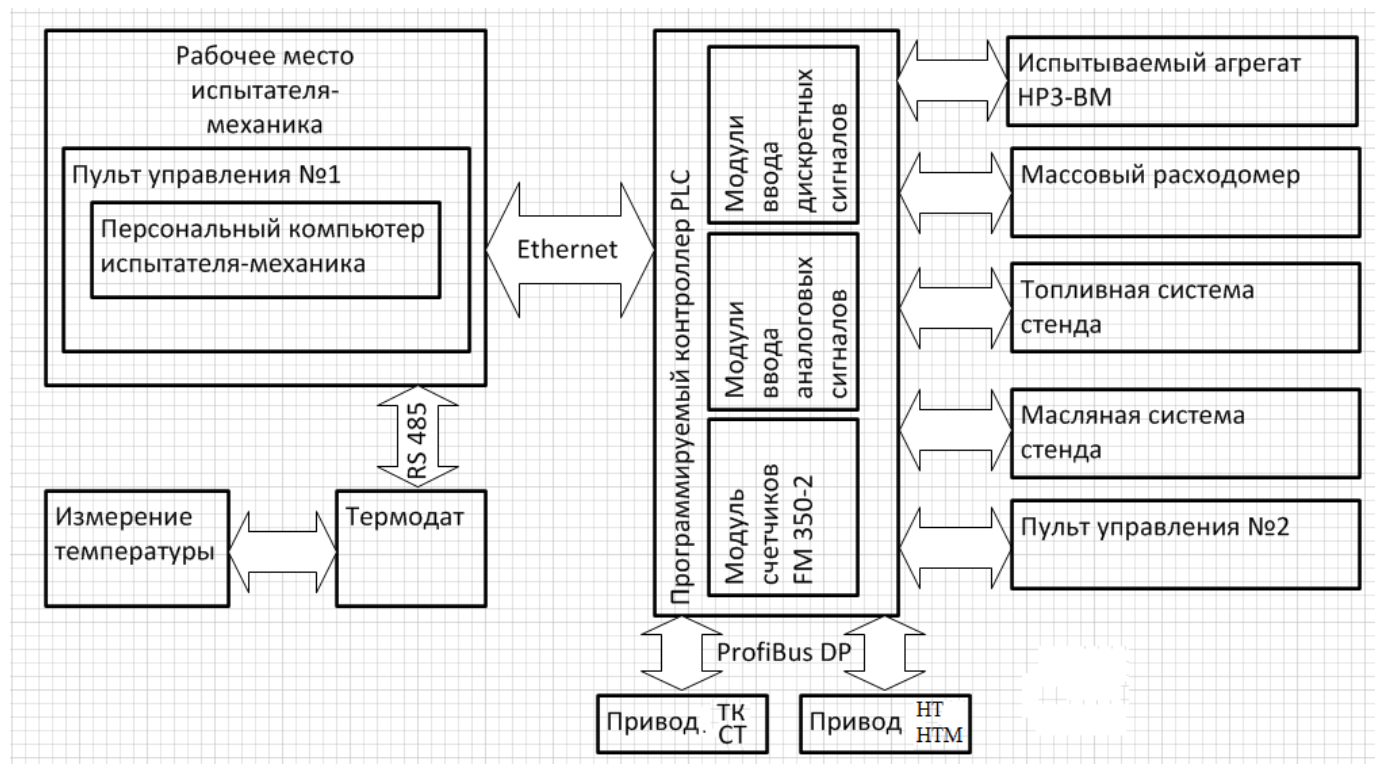 Рабочее место
испытателя-
механика
Пульт управления №1
Персональный компьютер
испытателя-механика
Ethernet
RS 485
Измерение
температуры
Термодат
Программируемый контроллер PLC
Модули
ввода
дискретных
сигналов
Модули
ввода
аналоговых
сигналов
Модуль
счетчиков
FM 350-2
Испытываемый агрегат
НР3-ВМ
Массовый расходомер
Топливная система
стенда
Масляная система
стенда
Пульт управления №2
ProfiBus DP
Привод. ТК
СТ
Привод НТ
НТМ